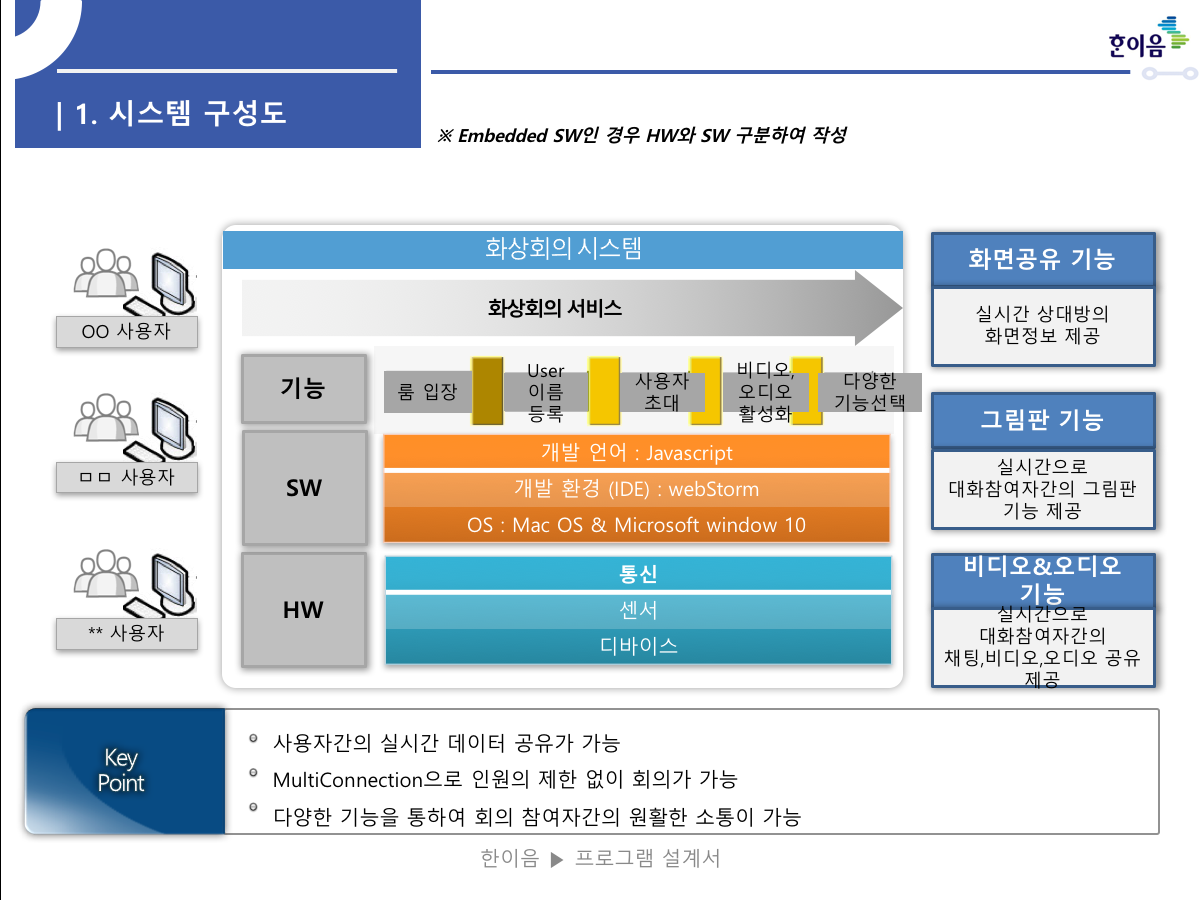 한이음
| 1. 시스템 구성도
※ Embedded SW인 경우 HW와 SW 구분하여 작성
화상회의 시스템
화상회의 서비스
OO 사용자
ㅁㅁ 사용자
** 사용자
기능
룸 입장
User
이름
등록
사용자
초대
비디오,
오디오
활성화
다양한
기능선택
SW
개발 언어 : Javascript
개발 환경 (IDE) : webStorm
OS : Mac OS & Microsoft window 10
HW
통신
센서
디바이스
화면공유 기능
실시간 상대방의
화면정보 제공
그림판 기능
실시간으로
대화참여자간의 그림판
기능 제공
비디오&오디오
기능
실시간으로
대화참여자간의
채팅,비디오,오디오 공유
제공
Key
Point
사용자간의 실시간 데이터 공유가 가능
MultiConnection으로 인원의 제한 없이 회의가 가능
다양한 기능을 통하여 회의 참여자간의 원활한 소통이 가능
한이음 ▶ 프로그램 설계서